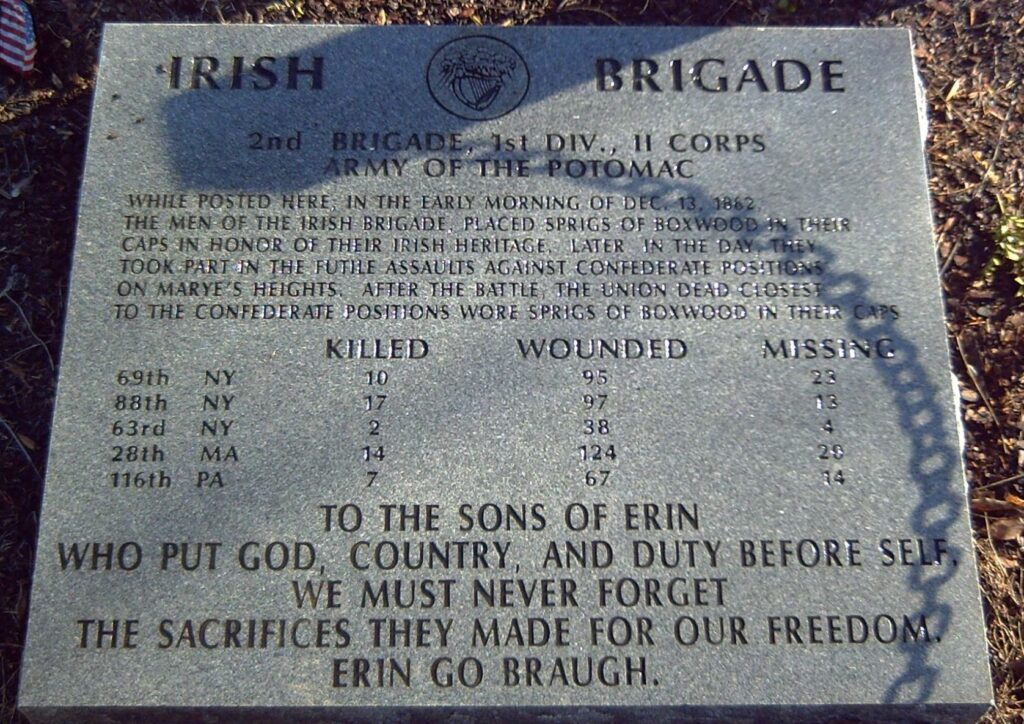 IRISH BRIGADE
2nd BRIGADE, 1st DIV., II CORPS
ARMY OF THE POTOMAC
WHILE POSTED HERE, IN THE EARLY MORNING OF DEC. 13, 1862,
THE MEN OF THE IRISH BRIGADE, PLACED SPRIGS OF BOXWOOD IN THEIR
CAPS IN HONOR OF THEIR IRISH HERITAGE. LATER IN THE DAY, THEY
TOOK PART IN THE FUTILE ASSAULTS AGAINST CONFEDERATE POSITIONS
ON MARYE'S HEIGHTS. AFTER THE BATTLE, THE UNION DEAD CLOSEST
TO THE CONFEDERATE POSITIONS WORE SPRIGS OF BOXWOOD IN THEIR CAPS
KILLED WOUNDED MISSING
69th NY 10 95 23
88th NY 17 97 13
63rd NY 2 38 4
28th MA 14 124 20
116th PA 7 67 14
TO THE SONS OF ERIN
WHO PUT GOD, COUNTRY, AND DUTY BEFORE SELF,
WE MUST NEVER FORGET
THE SACRIFICES THEY MADE FOR OUR FREEDOM.
ERIN GO BRAUGH.